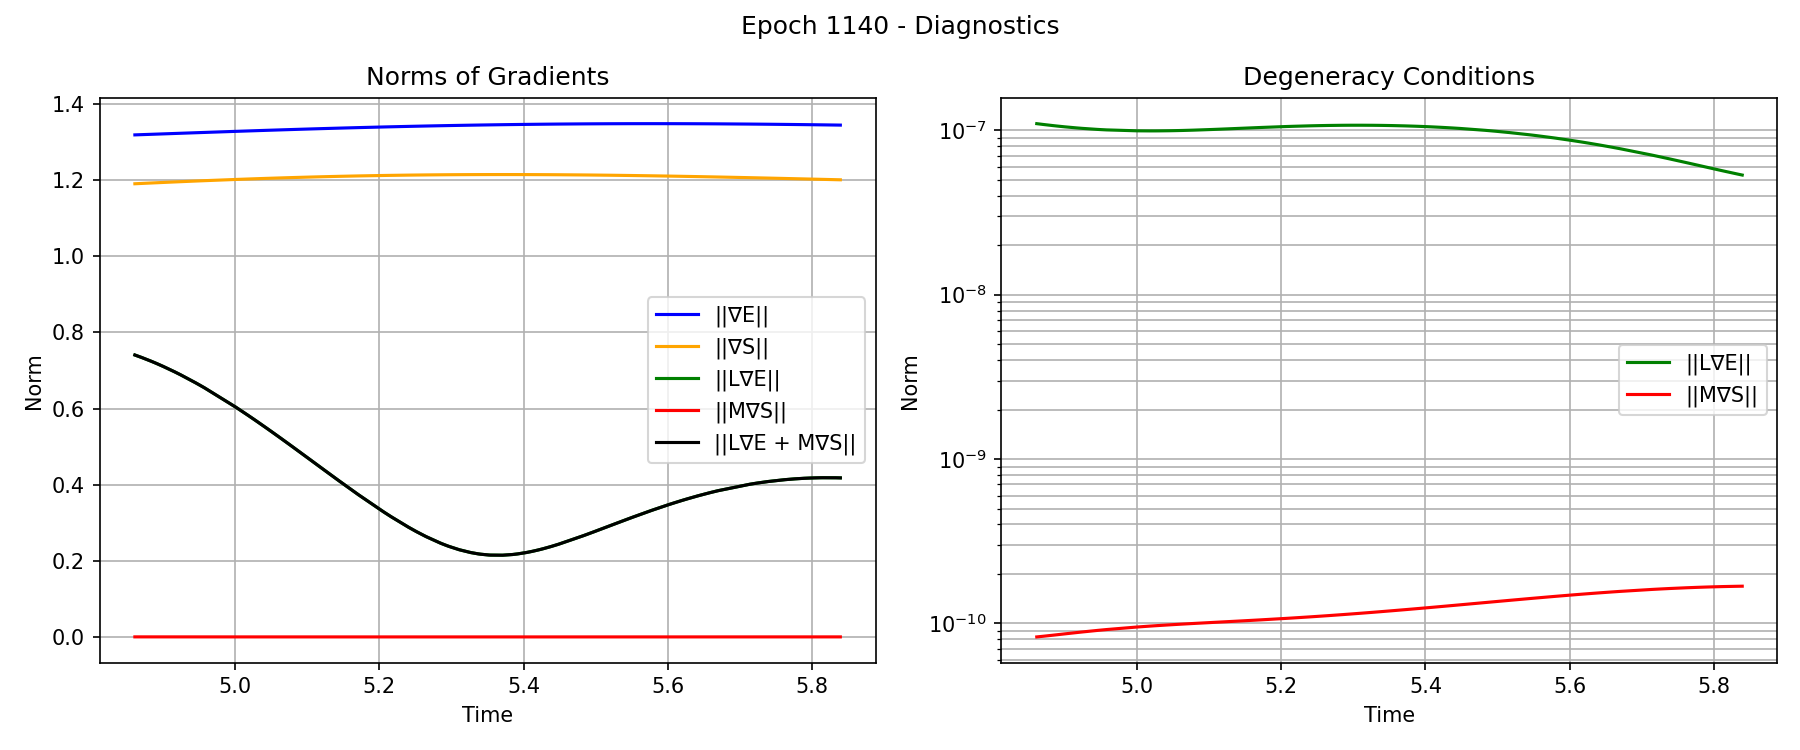 Epoch 1140 - Diagnostics
Norms of Gradients
1.4
1.2
1.0
0.8
0.6
0.4
0.2
0.0
Norm
||∇E||
||∇S||
||L∇E||
||M∇S||
||L∇E + M∇S||
5.0
5.2
5.4
5.6
5.8
Time
Degeneracy Conditions
10⁻⁷
10⁻⁸
10⁻⁹
10⁻¹⁰
Norm
||L∇E||
||M∇S||
5.0
5.2
5.4
5.6
5.8
Time